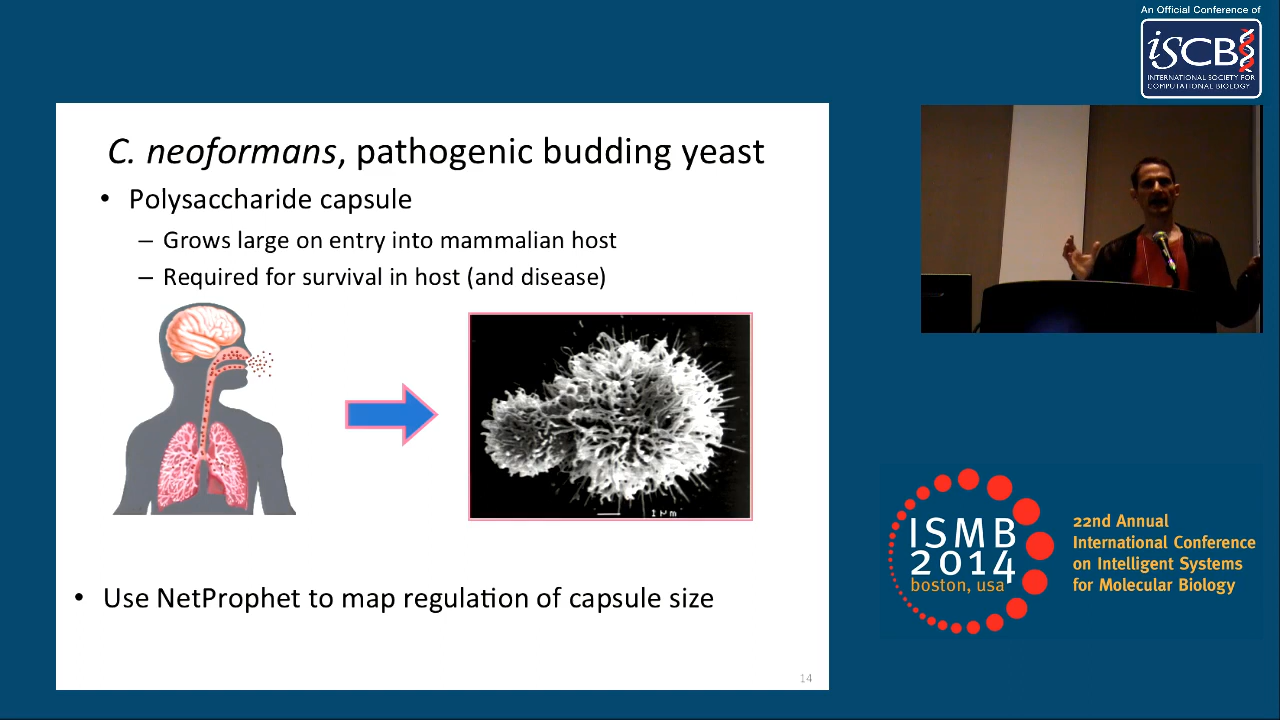 An Official Conference of
iSCB
INTERNATIONAL SOCIETY FOR
COMPUTATIONAL BIOLOGY
C. neoformans, pathogenic budding yeast
• Polysaccharide capsule
– Grows large on entry into mammalian host
– Required for survival in host (and disease)
1 μm
• Use NetProphet to map regulation of capsule size
14
ISMB
2014
boston, usa
22nd Annual
International Conference
on Intelligent Systems
for Molecular Biology